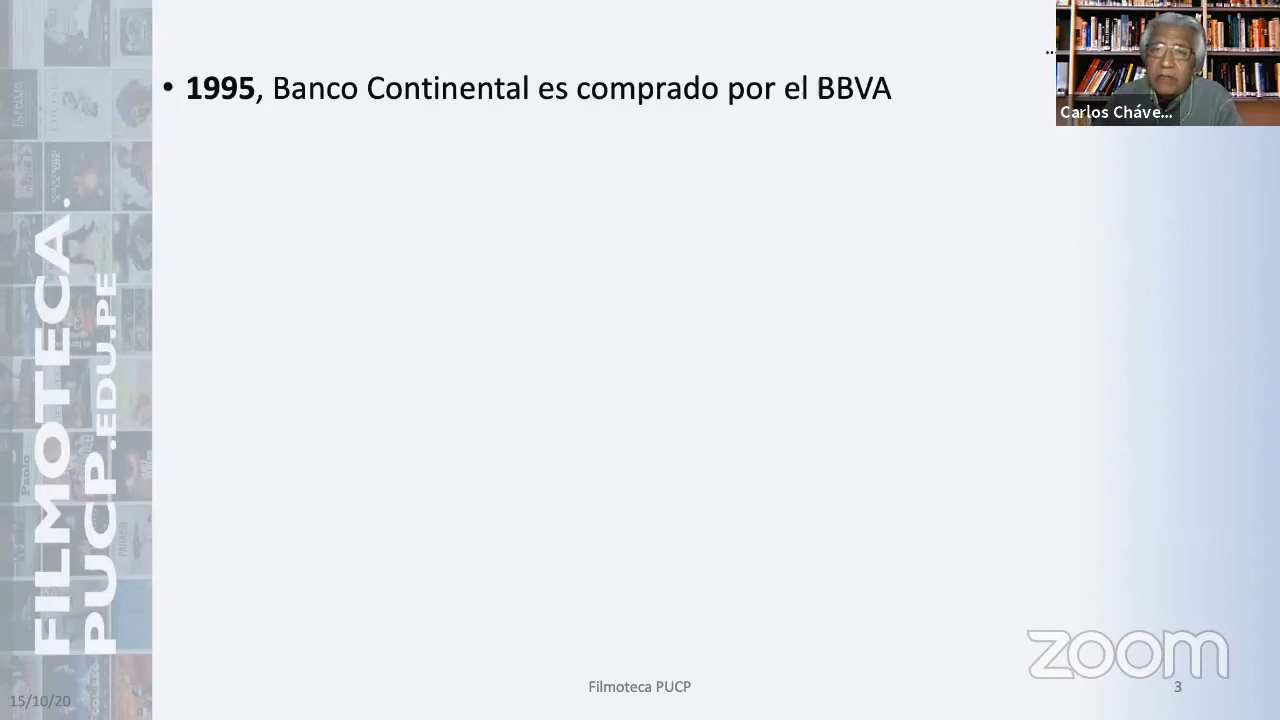 • 1995, Banco Continental es comprado por el BBVA
...
Carlos Cháve...
FILMOTECA.
PUCP.EDU.PE
zoom
15/10/20
Filmoteca PUCP
3